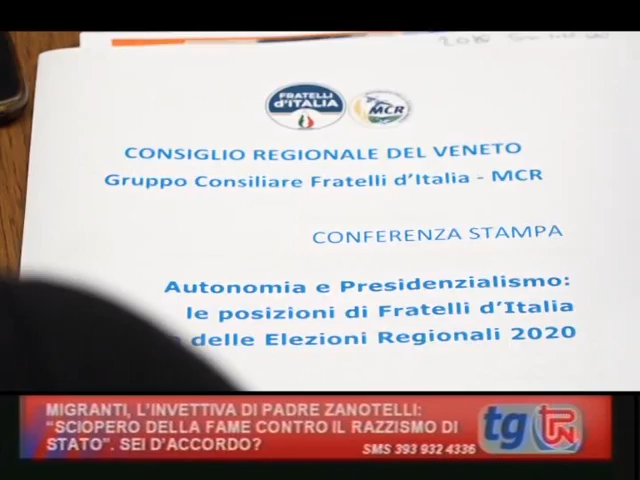 FRATELLI
d'ITALIA
MCR
CONSIGLIO REGIONALE DEL VENETO
Gruppo Consiliare Fratelli d'Italia - MCR
CONFERENZA STAMPA
Autonomia e Presidenzialismo:
le posizioni di Fratelli d'Italia
delle Elezioni Regionali 2020
MIGRANTI, L'INVETTIVA DI PADRE ZANOTELLI:
"SCIOPERO DELLA FAME CONTRO IL RAZZISMO DI
STATO". SEI D'ACCORDO?
SMS 393 932 4336
tg